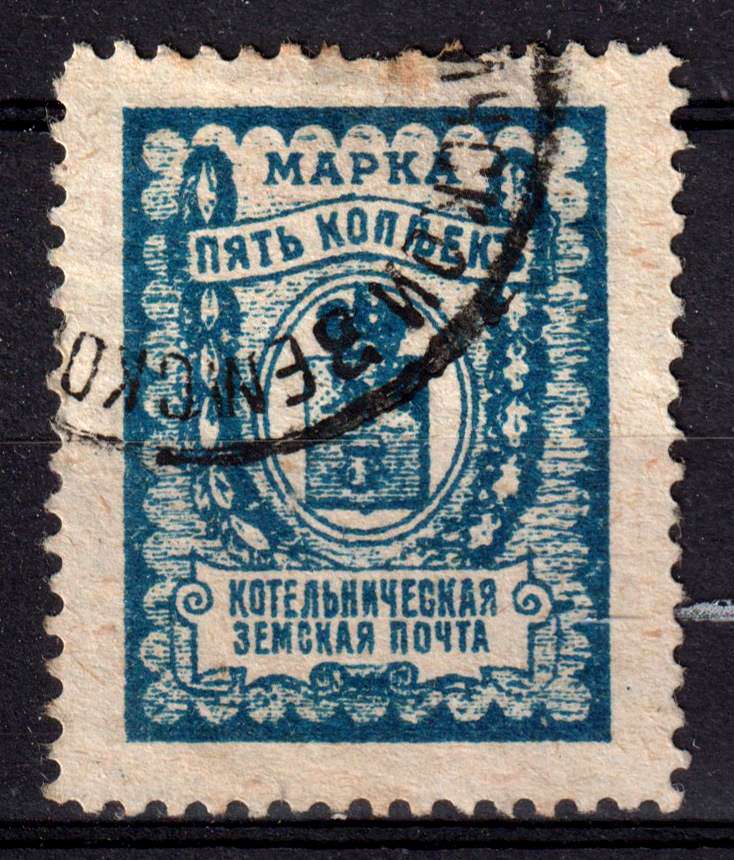 МАРКА
ПЯТЬ КОПѢЕКЪ
КОТЕЛЬНИЧЕСКАЯ
ЗЕМСКАЯ ПОЧТА